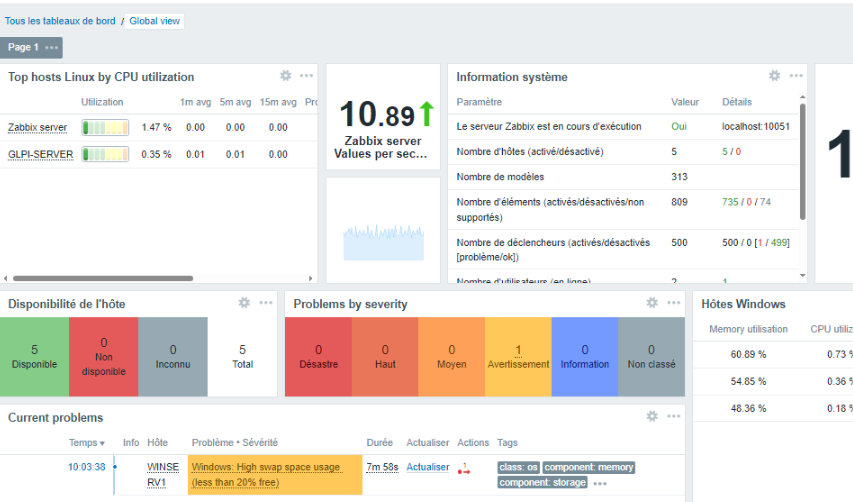 Tous les tableaux de bord / Global view
Page 1
Top hosts Linux by CPU utilization
Utilization 1m avg 5m avg 15m avg
Zabbix server 1.47 % 0.00 0.00 0.00
GLPI-SERVER 0.35 % 0.01 0.01 0.00
10.89
Zabbix server
Values per sec...
Information système
Paramètre Valeur Détails
Le serveur Zabbix est en cours d'exécution Oui localhost:10051
Nombre d'hôtes (activé/désactivé) 5 5 / 0
Nombre de modèles 313
Nombre d'éléments (activés/désactivés/non supportés) 809 735 / 0 / 74
Nombre de déclencheurs (activés/désactivés [problème/ok]) 500 500 / 0 [1 / 499]
Nombre d'utilisateurs (en ligne) 2 1
1
Disponibilité de l'hôte
5 Disponible
0 Non disponible
0 Inconnu
5 Total
Problems by severity
0 Désastre
0 Haut
0 Moyen
1 Avertissement
0 Information
0 Non classé
Hôtes Windows
Memory utilisation CPU utiliz
60.89 % 0.73 %
54.85 % 0.36 %
48.36 % 0.18 %
Current problems
Temps Info Hôte Problème • Sévérité Durée Actualiser Actions Tags
10:03:38 WINSE Windows: High swap space usage 7m 58s Actualiser 1 class: os component: memory
RV1 (less than 20% free) component: storage